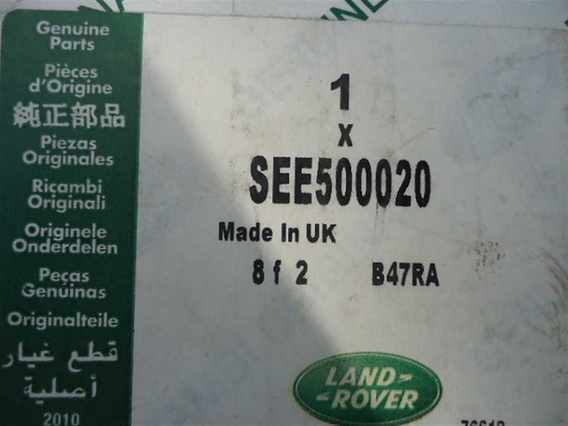 Genuine
Parts
Pièces
d'Origine
純正部品
Piezas
Originales
Ricambi
Originali
Originele
Onderdelen
Peças
Genuinas
Originalteile
قطع غيار
أصلية
2010
1
X
SEE500020
Made In UK
8 f 2 B47RA
LAND-
-ROVER